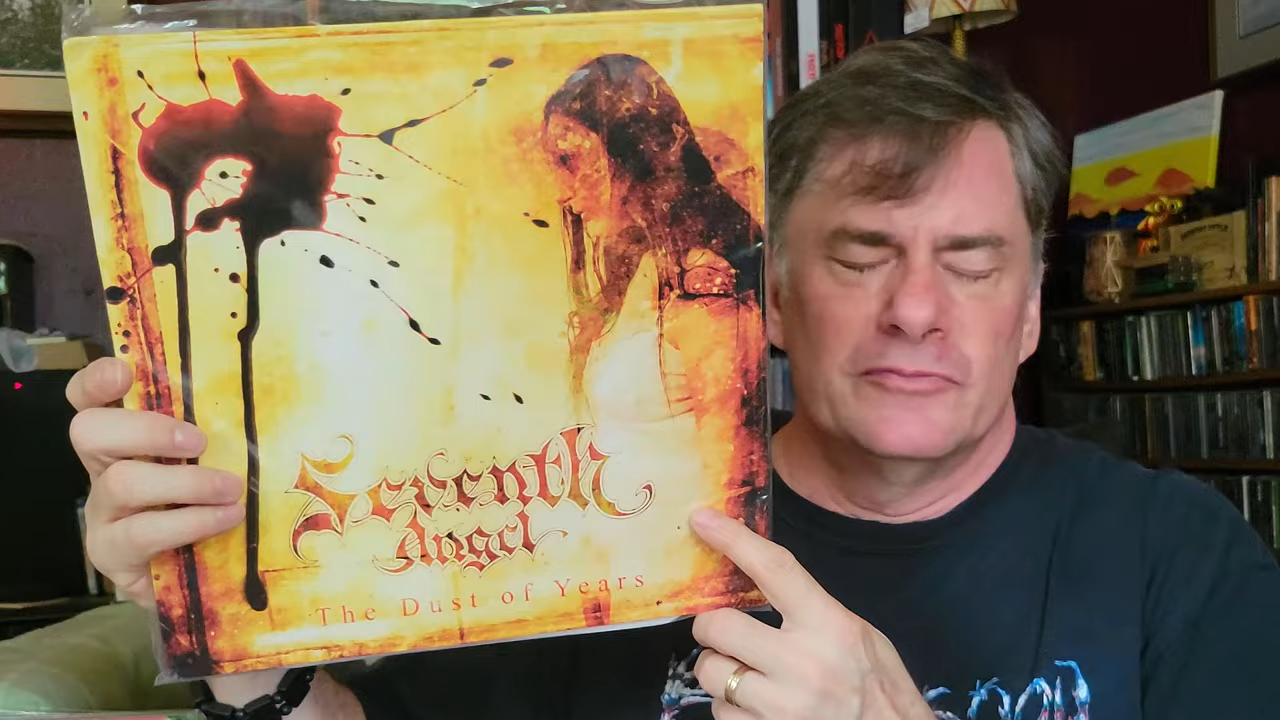 Seventh
Angel
The Dust of Years